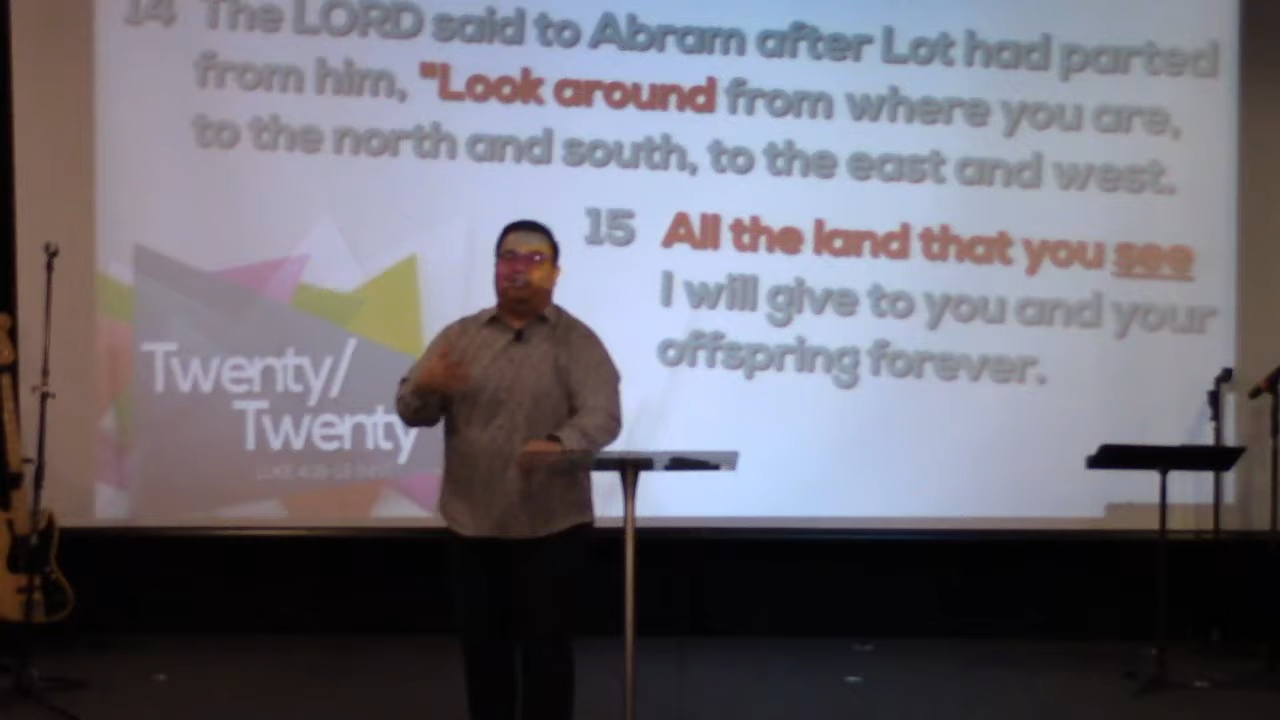 14 The LORD said to Abram after Lot had parted
from him, "Look around from where you are,
to the north and south, to the east and west.
15 All the land that you see
I will give to you and your
offspring forever.
Twenty/
Twenty
LUKE